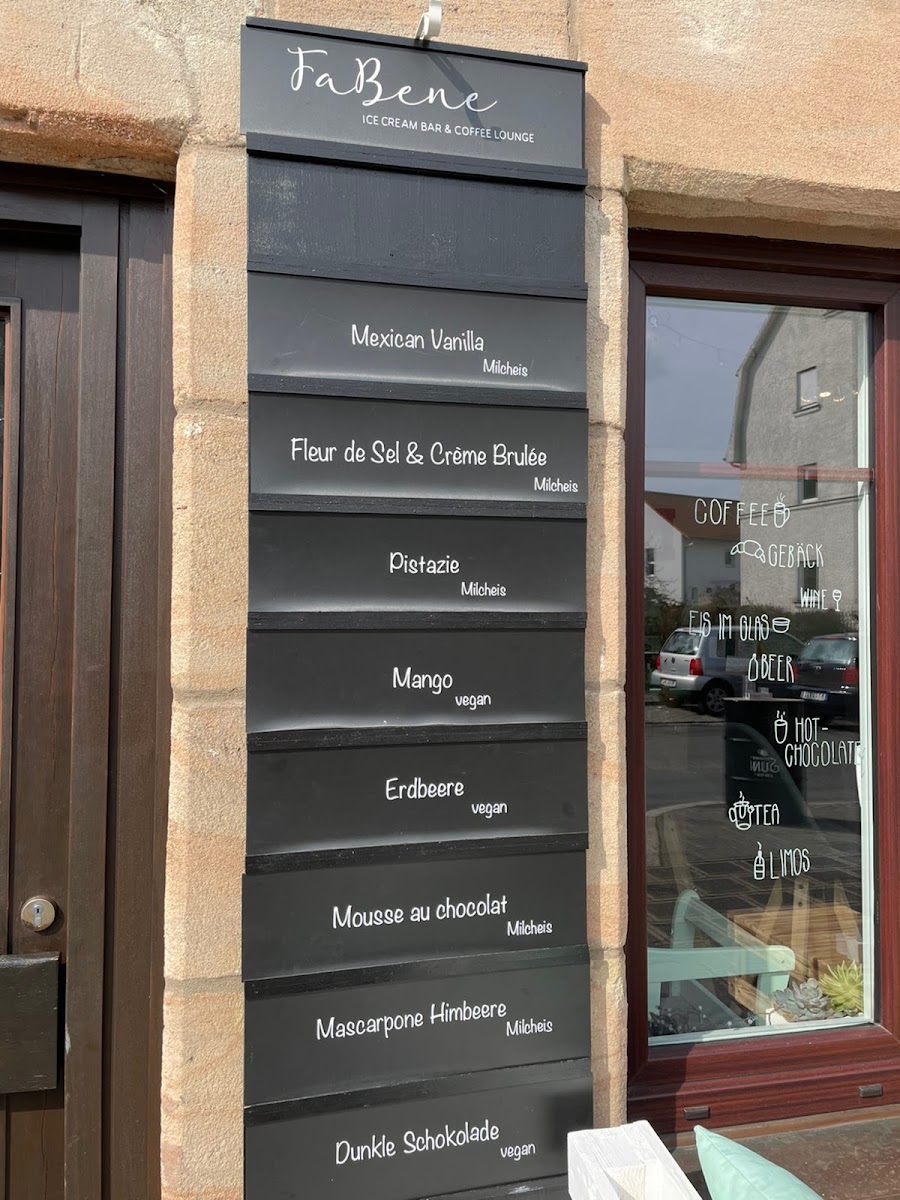 FaBene
ICE CREAM BAR & COFFEE LOUNGE
Mexican Vanilla
Milcheis
Fleur de Sel & Crème Brulée
Milcheis
Pistazie
Milcheis
Mango
vegan
Erdbeere
vegan
Mousse au chocolat
Milcheis
Mascarpone Himbeere
Milcheis
Dunkle Schokolade
vegan
COFFEE
GEBÄCK
WINE
EIS IM GLAS
BEER
HOT-
CHOCOLATE
TEA
LIMOS